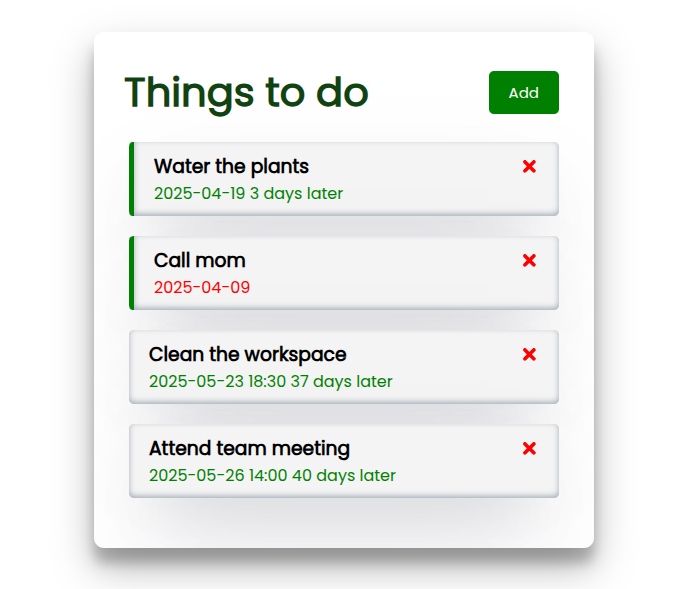 Things to do
Add
Water the plants
2025-04-19 3 days later
Call mom
2025-04-09
Clean the workspace
2025-05-23 18:30 37 days later
Attend team meeting
2025-05-26 14:00 40 days later